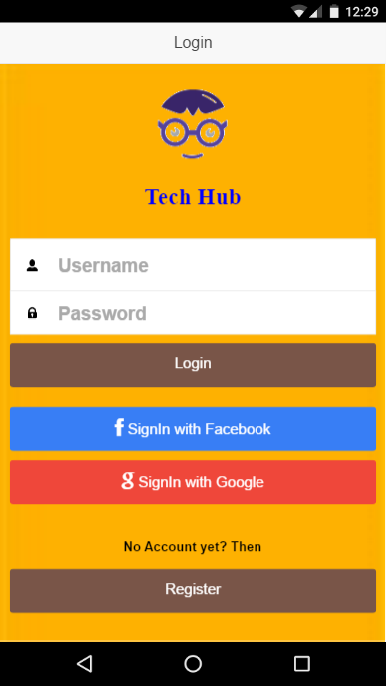 12:29
Login
Tech Hub
Username
Password
Login
f SignIn with Facebook
g SignIn with Google
No Account yet? Then
Register